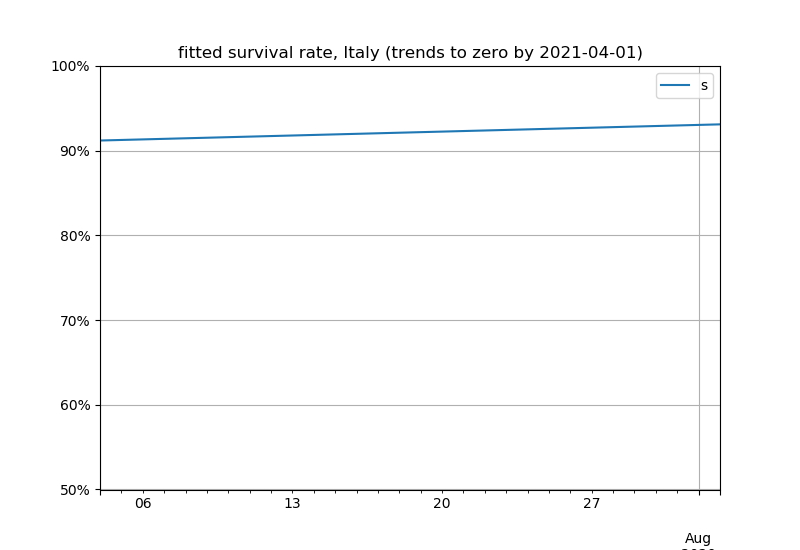 fitted survival rate, Italy (trends to zero by 2021-04-01)
100%
s
90%
80%
70%
60%
50%
06 13 20 27
Aug